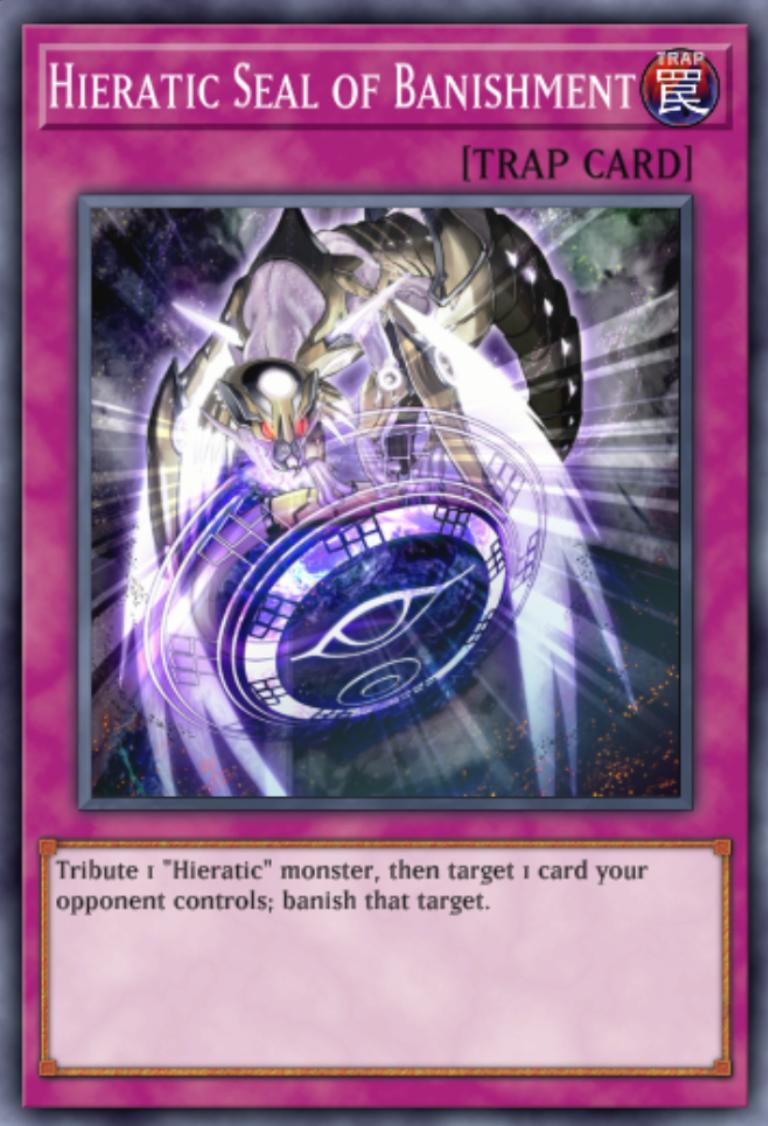 Hieratic Seal of Banishment
TRAP
罠
[TRAP CARD]
Tribute 1 "Hieratic" monster, then target 1 card your
opponent controls; banish that target.